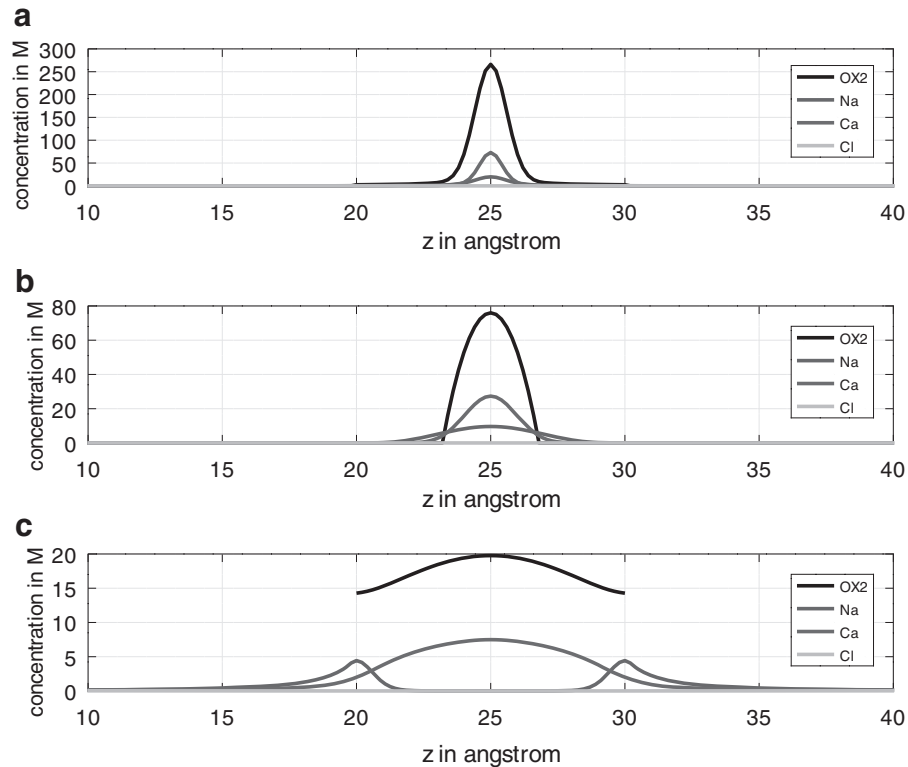 a
concentration in M
300
250
200
150
100
50
0
OX2
Na
Ca
Cl
10 15 20 25 30 35 40
z in angstrom
b
concentration in M
80
60
40
20
0
OX2
Na
Ca
Cl
10 15 20 25 30 35 40
z in angstrom
c
concentration in M
20
15
10
5
0
OX2
Na
Ca
Cl
10 15 20 25 30 35 40
z in angstrom